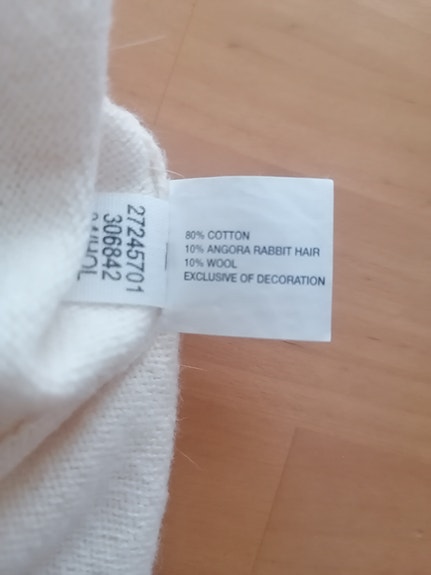 80% COTTON
10% ANGORA RABBIT HAIR
10% WOOL
EXCLUSIVE OF DECORATION
27245701
306842